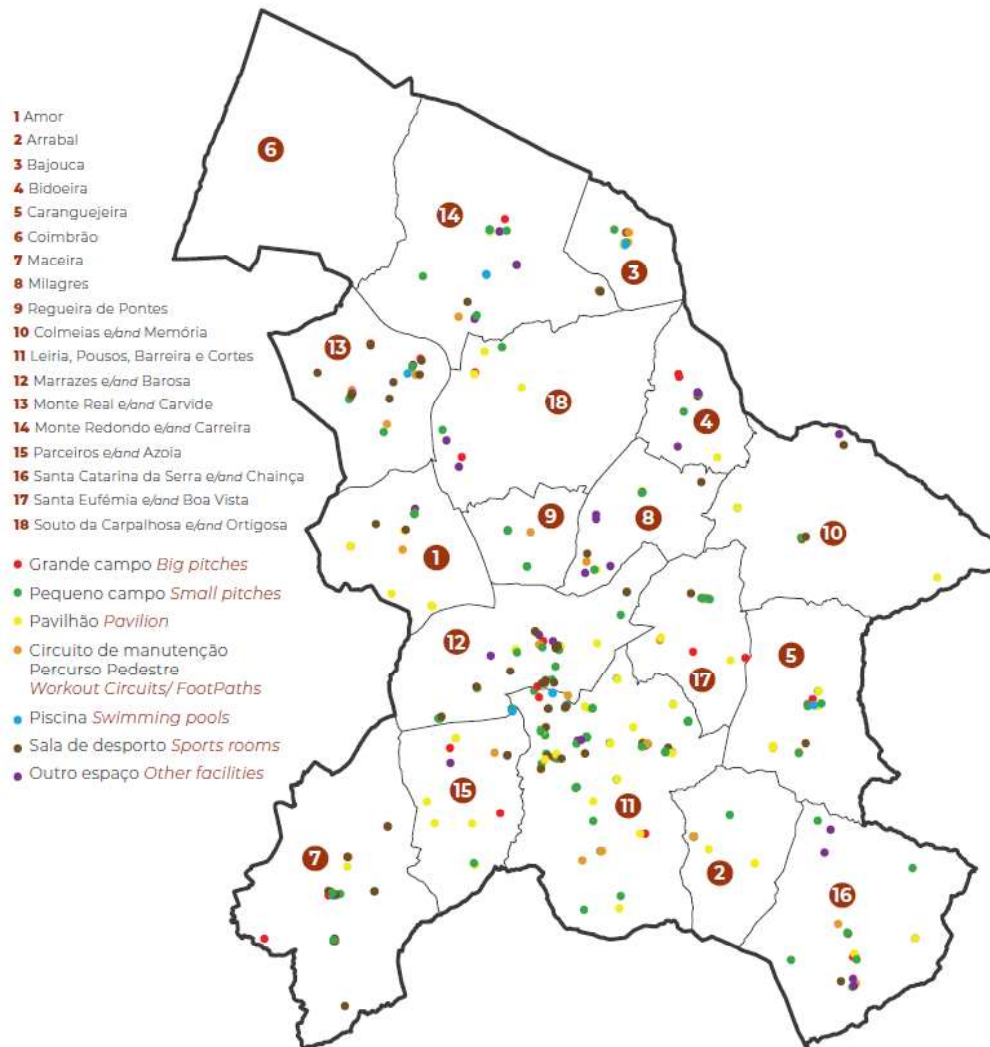 1 Amor
2 Arrabal
3 Bajouca
4 Bidoeira
5 Caranguejeira
6 Coimbrão
7 Maceira
8 Milagres
9 Regueira de Pontes
10 Colmeias e/and Memória
11 Leiria, Pousos, Barreira e Cortes
12 Marrazes e/and Barosa
13 Monte Real e/and Carvide
14 Monte Redondo e/and Carreira
15 Parceiros e/and Azoia
16 Santa Catarina da Serra e/and Chainça
17 Santa Eufémia e/and Boa Vista
18 Souto da Carpalhosa e/and Ortigosa
Grande campo Big pitches
Pequeno campo Small pitches
Pavilhão Pavilion
Circuito de manutenção
Percurso Pedestre
Workout Circuits/ FootPaths
Piscina Swimming pools
Sala de desporto Sports rooms
Outro espaço Other facilities
6
14
3
13
18
4
9
8
10
1
12
17
5
15
11
7
2
16